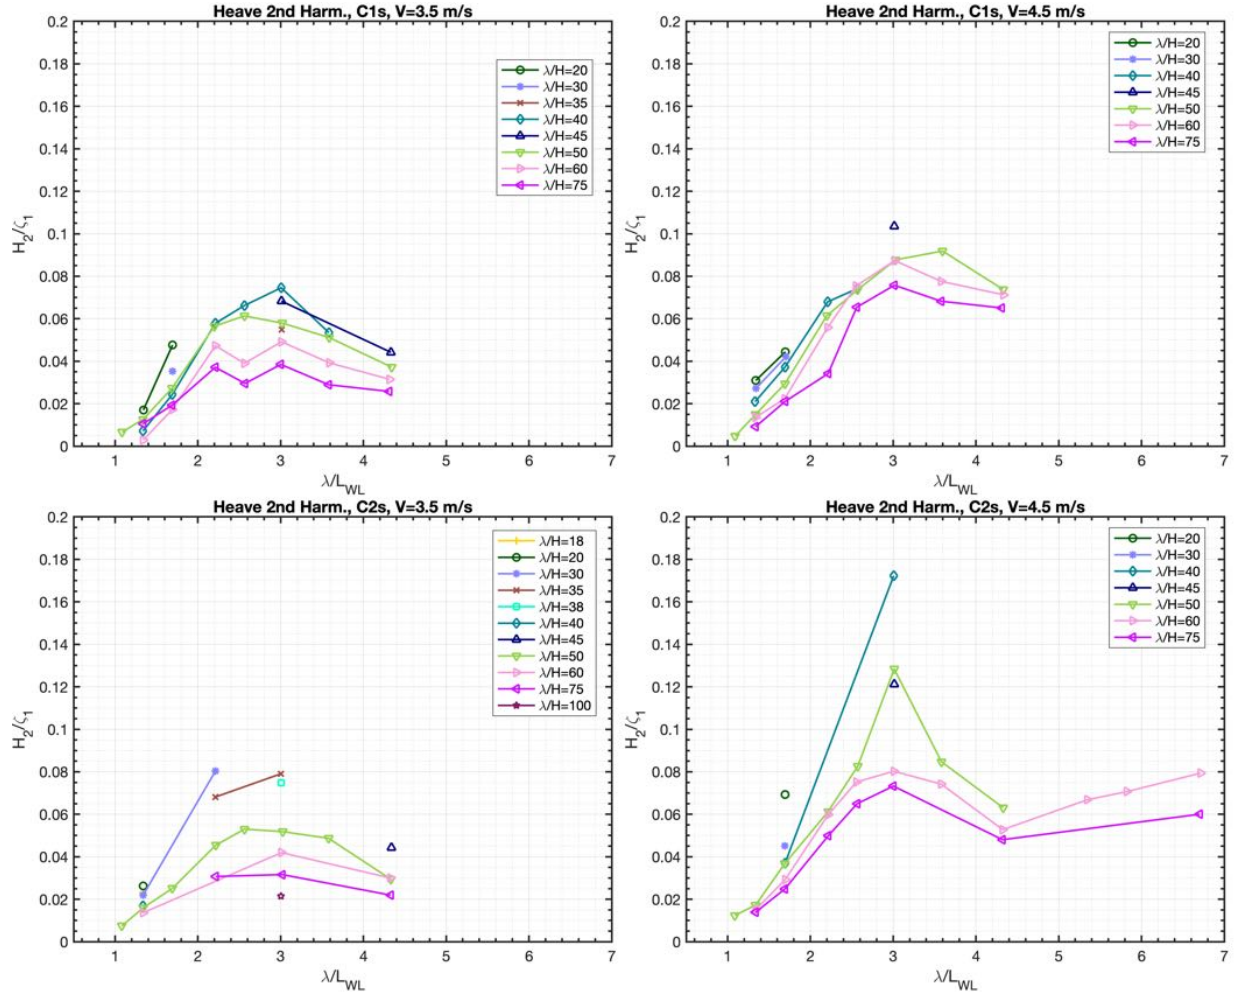 Heave 2nd Harm., C1s, V=3.5 m/s
0.2
0.18
0.16
0.14
0.12
0.1
0.08
0.06
0.04
0.02
0
H₂/ζ₁
λ/H=20
λ/H=30
λ/H=35
λ/H=40
λ/H=45
λ/H=50
λ/H=60
λ/H=75
1 2 3 4 5 6 7
λ/L_WL
Heave 2nd Harm., C1s, V=4.5 m/s
0.2
0.18
0.16
0.14
0.12
0.1
0.08
0.06
0.04
0.02
0
H₂/ζ₁
λ/H=20
λ/H=30
λ/H=40
λ/H=45
λ/H=50
λ/H=60
λ/H=75
1 2 3 4 5 6 7
λ/L_WL
Heave 2nd Harm., C2s, V=3.5 m/s
0.2
0.18
0.16
0.14
0.12
0.1
0.08
0.06
0.04
0.02
0
H₂/ζ₁
λ/H=18
λ/H=20
λ/H=30
λ/H=35
λ/H=38
λ/H=40
λ/H=45
λ/H=50
λ/H=60
λ/H=75
λ/H=100
1 2 3 4 5 6 7
λ/L_WL
Heave 2nd Harm., C2s, V=4.5 m/s
0.2
0.18
0.16
0.14
0.12
0.1
0.08
0.06
0.04
0.02
0
H₂/ζ₁
λ/H=20
λ/H=30
λ/H=40
λ/H=45
λ/H=50
λ/H=60
λ/H=75
1 2 3 4 5 6 7
λ/L_WL